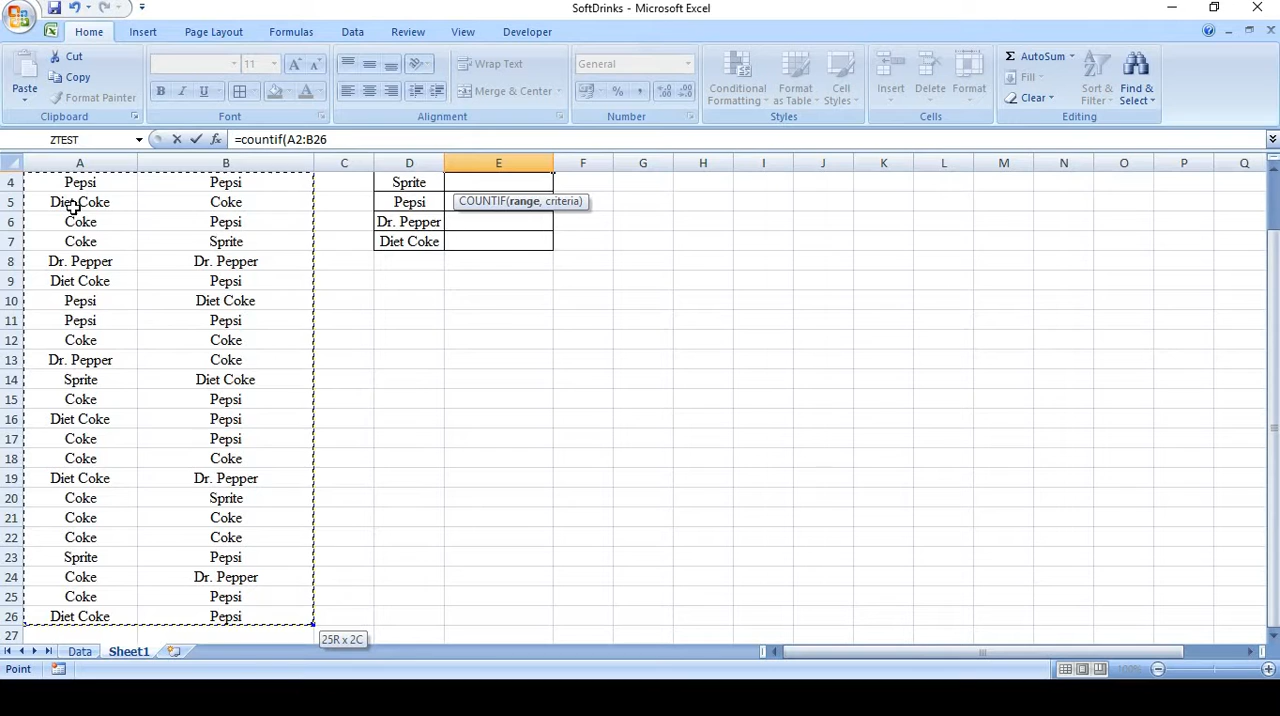 SoftDrinks - Microsoft Excel
Home Insert Page Layout Formulas Data Review View Developer
Cut
Copy
Format Painter
Paste
Clipboard
11
B I U
A A
Font
Wrap Text
Merge & Center
Alignment
General
$ % ,
Number
Conditional Formatting
Format as Table
Cell Styles
Styles
Insert Delete Format
Cells
Σ AutoSum
Fill
Clear
Sort & Filter
Find & Select
Editing
ZTEST fx =countif(A2:B26
A B C D E F G H I J K L M N O P Q
4 Pepsi Pepsi Sprite
5 Diet Coke Coke Pepsi COUNTIF(range, criteria)
6 Coke Pepsi Dr. Pepper
7 Coke Sprite Diet Coke
8 Dr. Pepper Dr. Pepper
9 Diet Coke Pepsi
10 Pepsi Diet Coke
11 Pepsi Pepsi
12 Coke Coke
13 Dr. Pepper Coke
14 Sprite Diet Coke
15 Coke Pepsi
16 Diet Coke Pepsi
17 Coke Pepsi
18 Coke Coke
19 Diet Coke Dr. Pepper
20 Coke Sprite
21 Coke Coke
22 Coke Coke
23 Sprite Pepsi
24 Coke Dr. Pepper
25 Coke Pepsi
26 Diet Coke Pepsi
27
25R x 2C
Data Sheet1
Point 100%